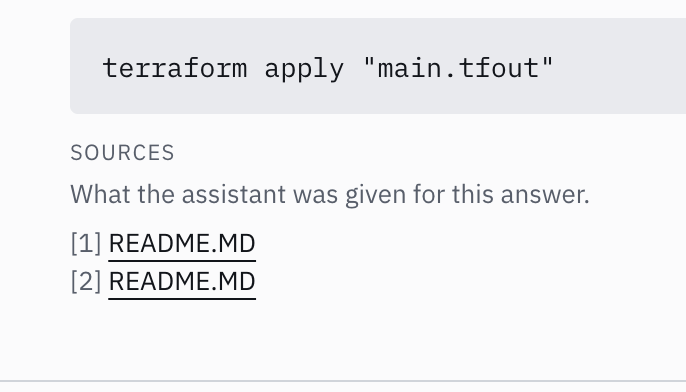 terraform apply "main.tfout"
SOURCES
What the assistant was given for this answer.
[1] README.MD
[2] README.MD